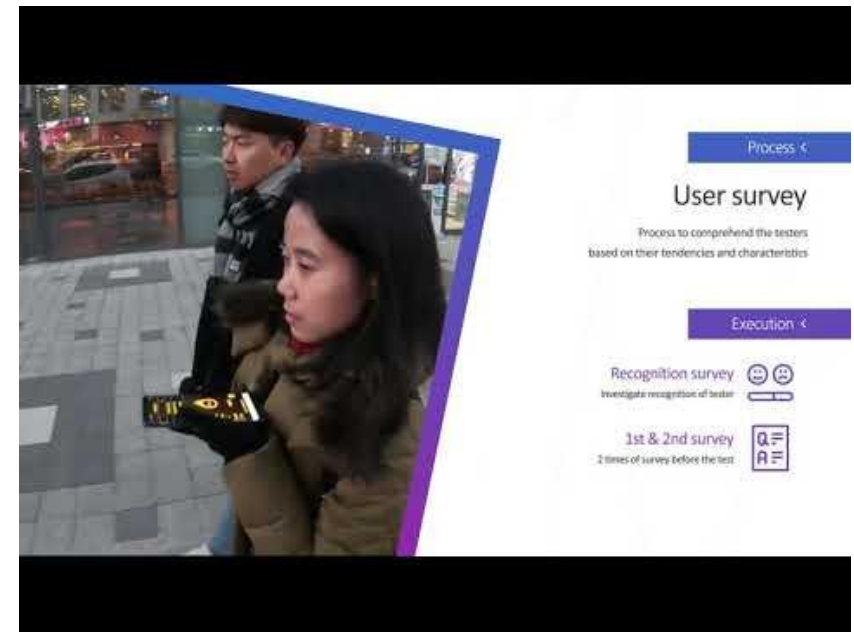 Process <
User survey
Process to comprehend the testers
based on their tendencies and characteristics
Execution <
Recognition survey
Investigate recognition of tester
1st & 2nd survey
2 times of survey before the test
Q
A